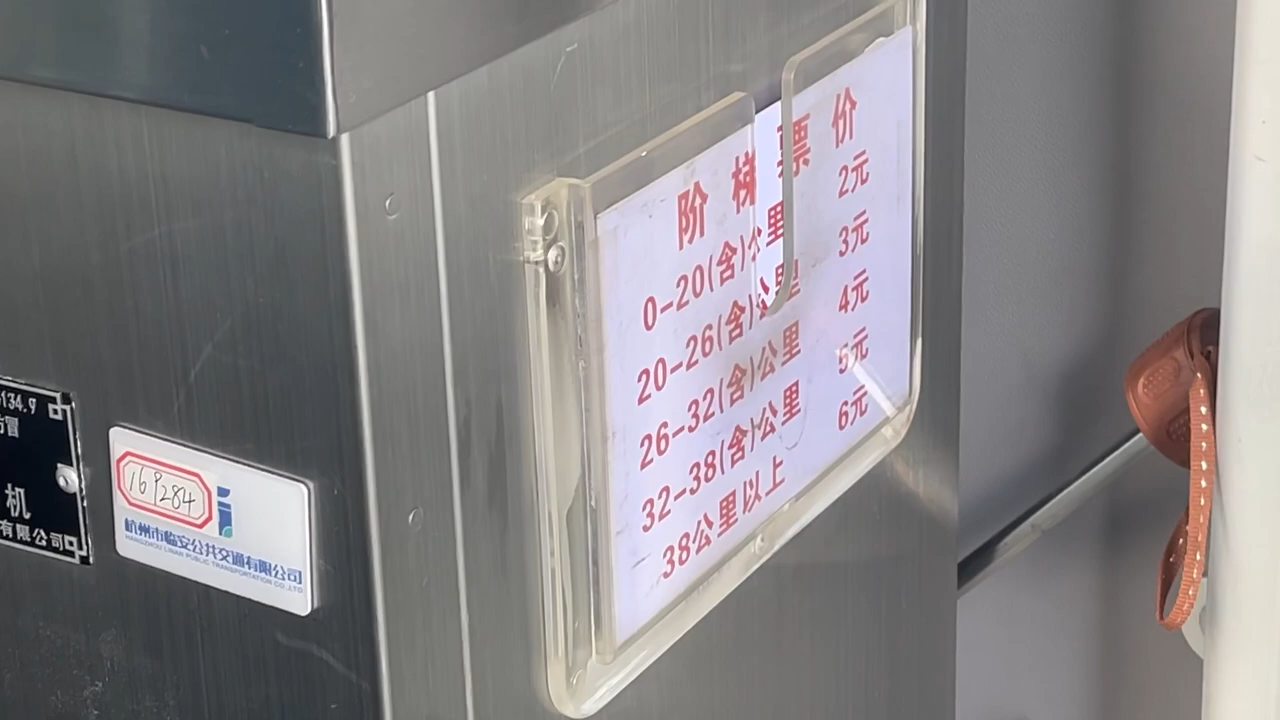 阶梯票价
0-20(含)公里 2元
20-26(含)公里 3元
26-32(含)公里 4元
32-38(含)公里 5元
38公里以上 6元
134.9
机
有限公司
16P284
杭州市临安公共交通有限公司
HANGZHOU LINAN PUBLIC TRANSPORTATION CO.,LTD